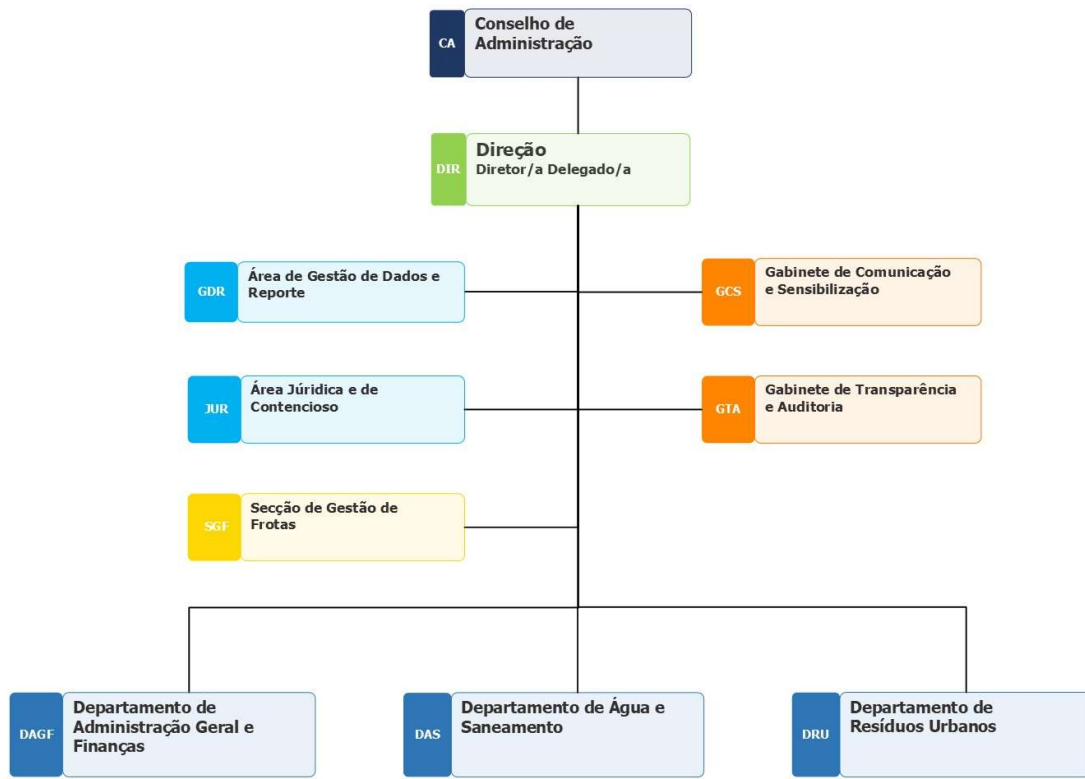 CA
Conselho de
Administração
DIR
Direção
Diretor/a Delegado/a
GDR
Área de Gestão de Dados e
Reporte
GCS
Gabinete de Comunicação
e Sensibilização
JUR
Área Júridica e de
Contencioso
GTA
Gabinete de Transparência
e Auditoria
SGF
Secção de Gestão de
Frotas
DAGF
Departamento de
Administração Geral e
Finanças
DAS
Departamento de Água e
Saneamento
DRU
Departamento de
Resíduos Urbanos